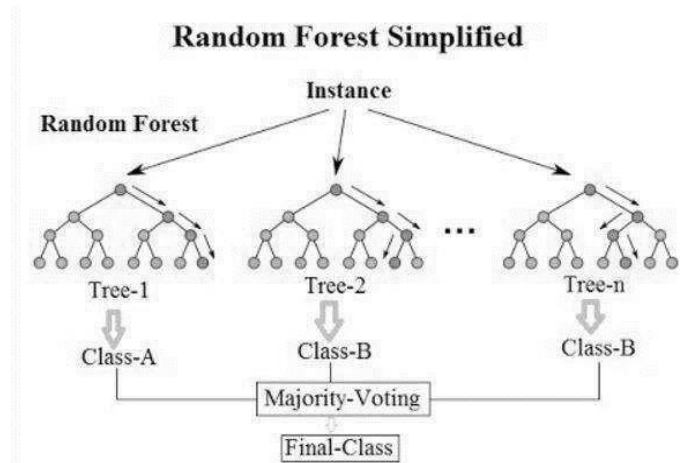 Random Forest Simplified
Instance
Random Forest
...
Tree-1
Tree-2
Tree-n
Class-A
Class-B
Class-B
Majority-Voting
Final-Class